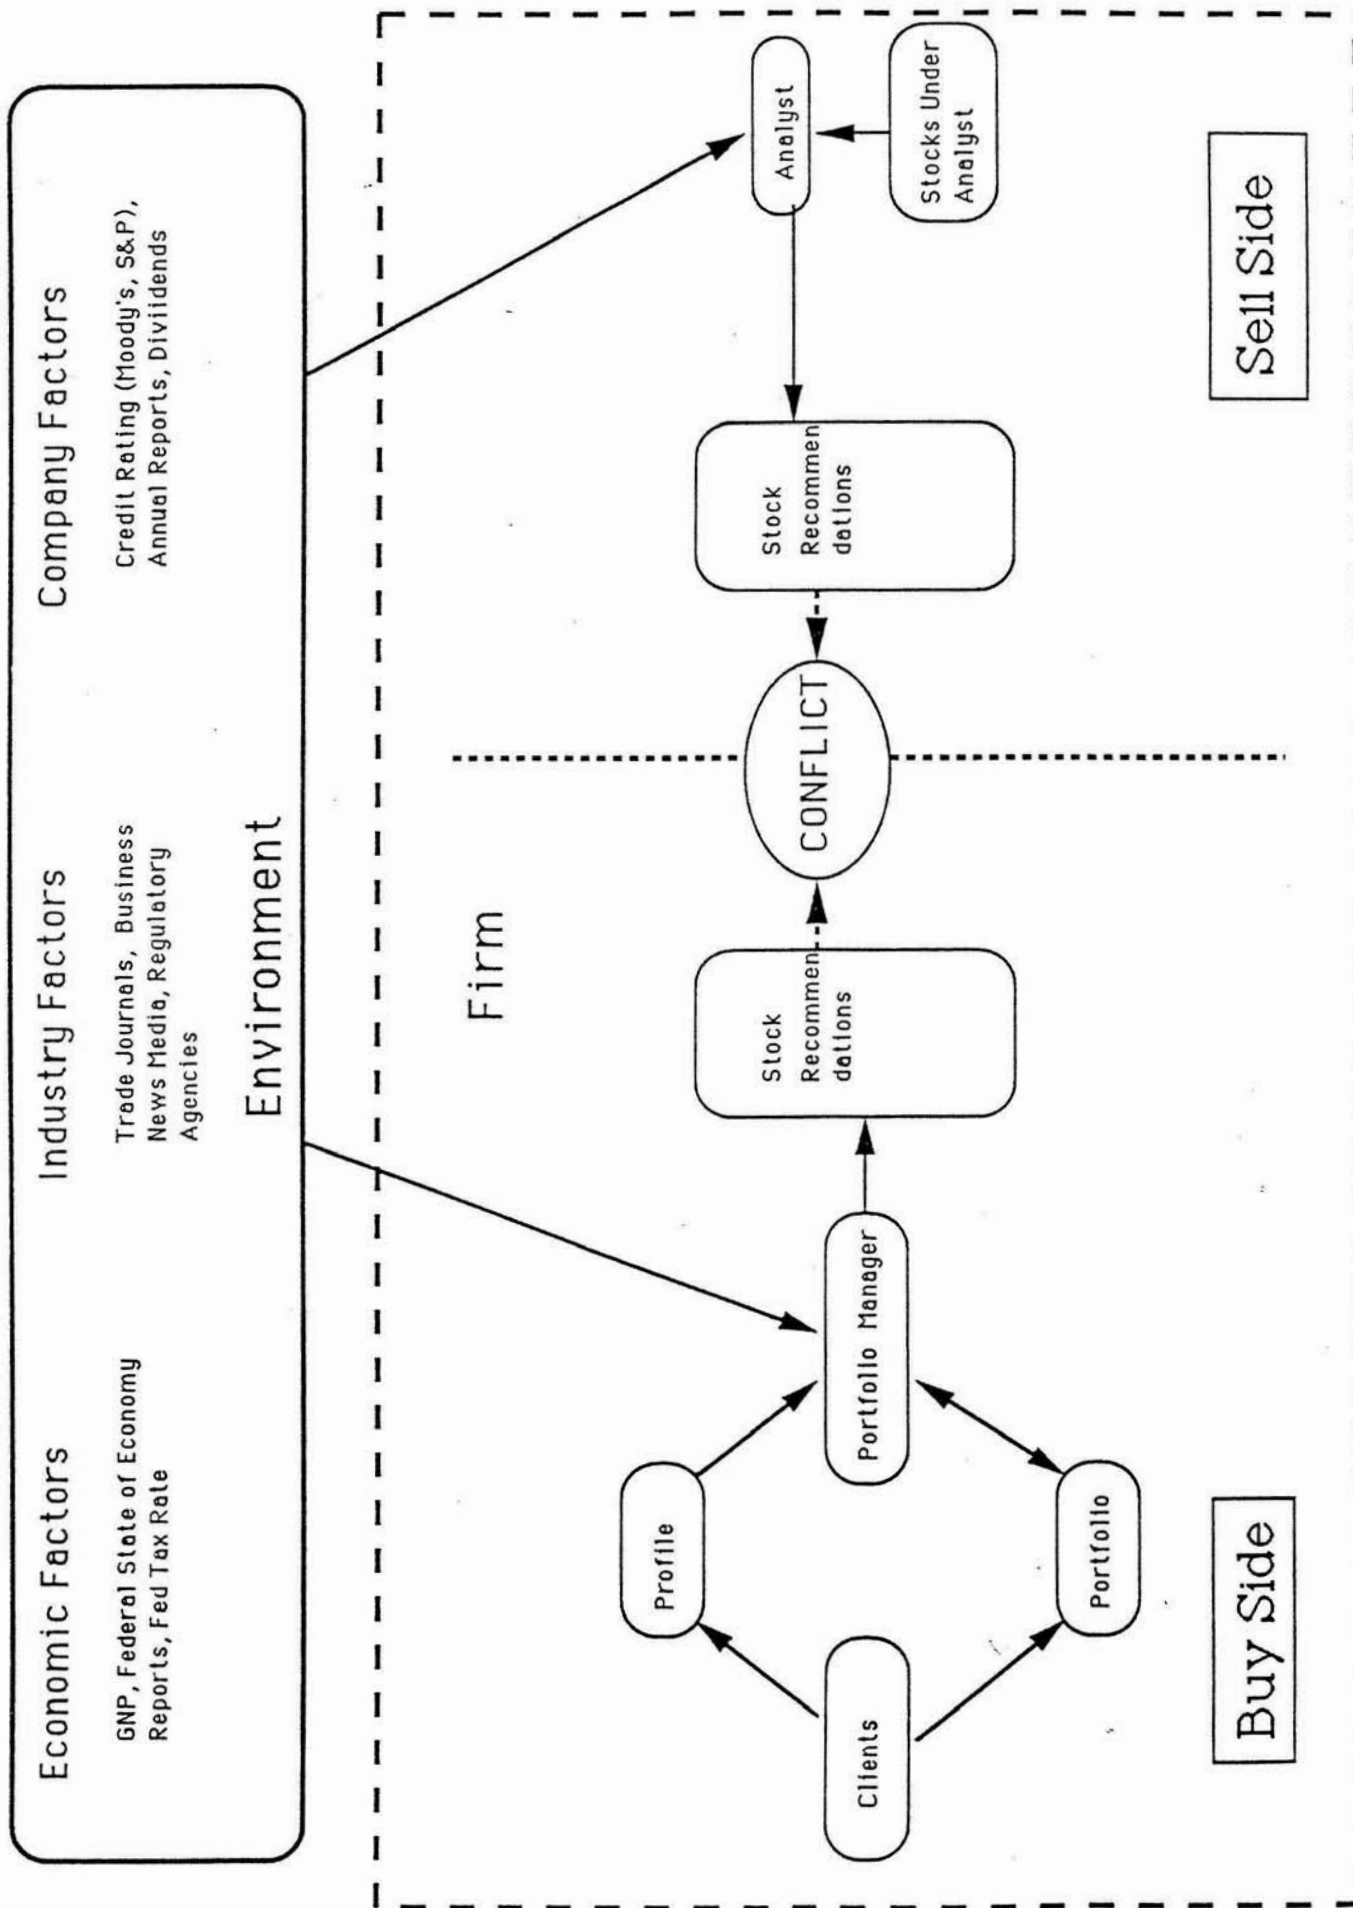 Economic Factors
GNP, Federal State of Economy
Reports, Fed Tax Rate
Industry Factors
Trade Journals, Business
News Media, Regulatory
Agencies
Company Factors
Credit Rating (Moody's, S&P),
Annual Reports, Diviidends
Environment
Firm
Clients
Profile
Portfolio
Portfolio Manager
Stock
Recommen
dations
CONFLICT
Stock
Recommen
dations
Analyst
Stocks Under
Analyst
Buy Side
Sell Side